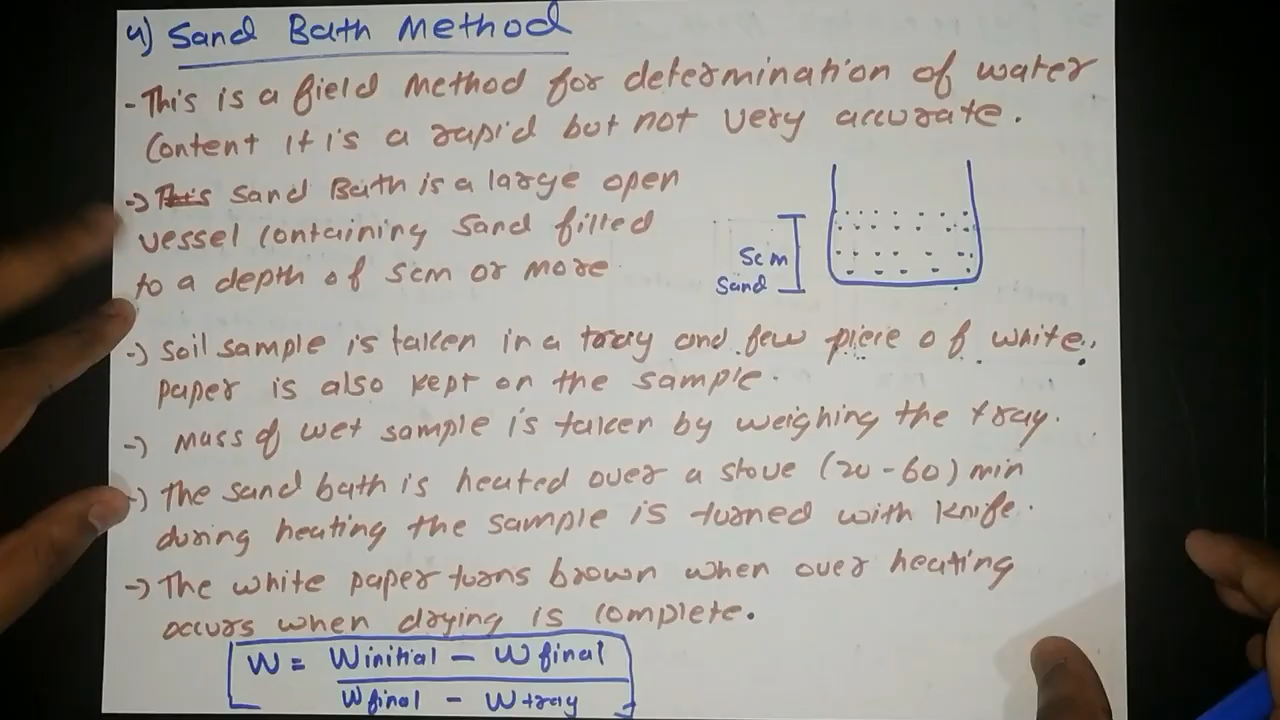 4) Sand Bath Method
- This is a field Method for determination of water
Content it is a rapid but not very accurate.
-> This Sand Bath is a large open
vessel containing sand filled
to a depth of 5cm or more
5cm
Sand
-> Soil sample is taken in a tray and few piece of white
paper is also kept on the sample.
-> Mass of wet sample is taken by weighing the tray.
-> The sand bath is heated over a stove (20-60) min
during heating the sample is turned with knife.
-> The white paper turns brown when over heating
occurs when drying is complete.
W = Winitial - Wfinal
Wfinal - Wtray